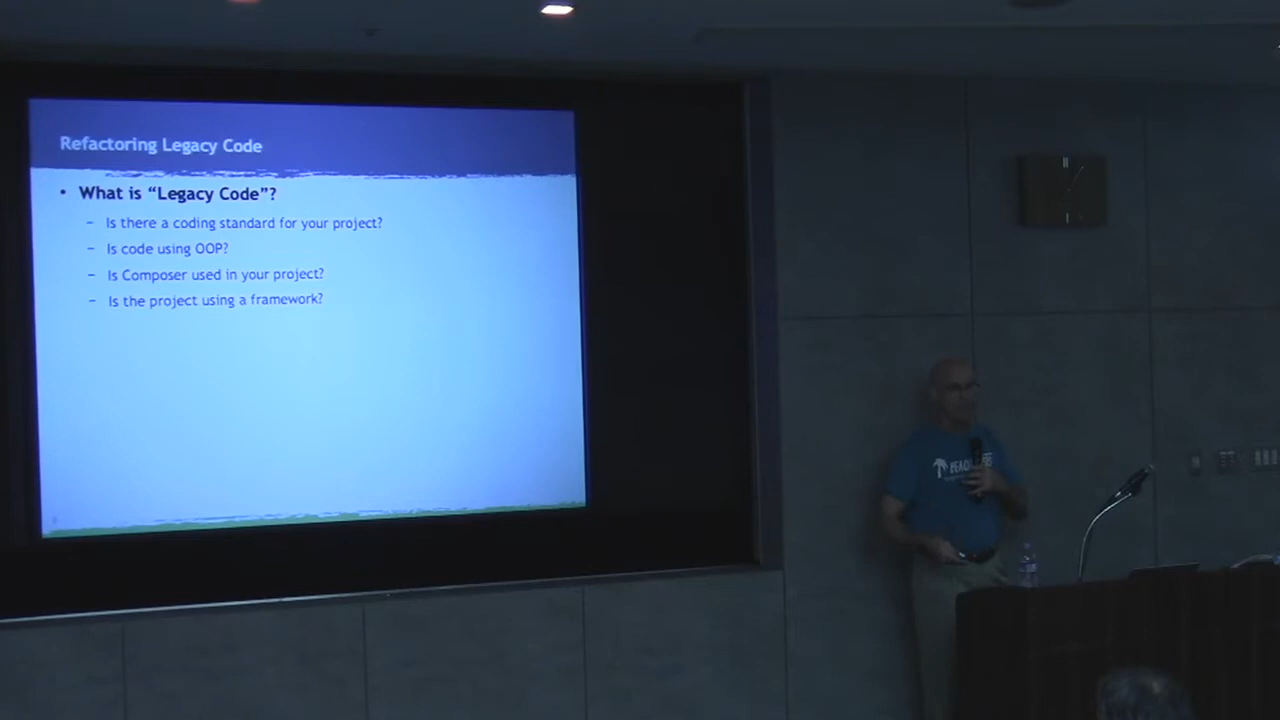 Refactoring Legacy Code
• What is “Legacy Code”?
– Is there a coding standard for your project?
– Is code using OOP?
– Is Composer used in your project?
– Is the project using a framework?